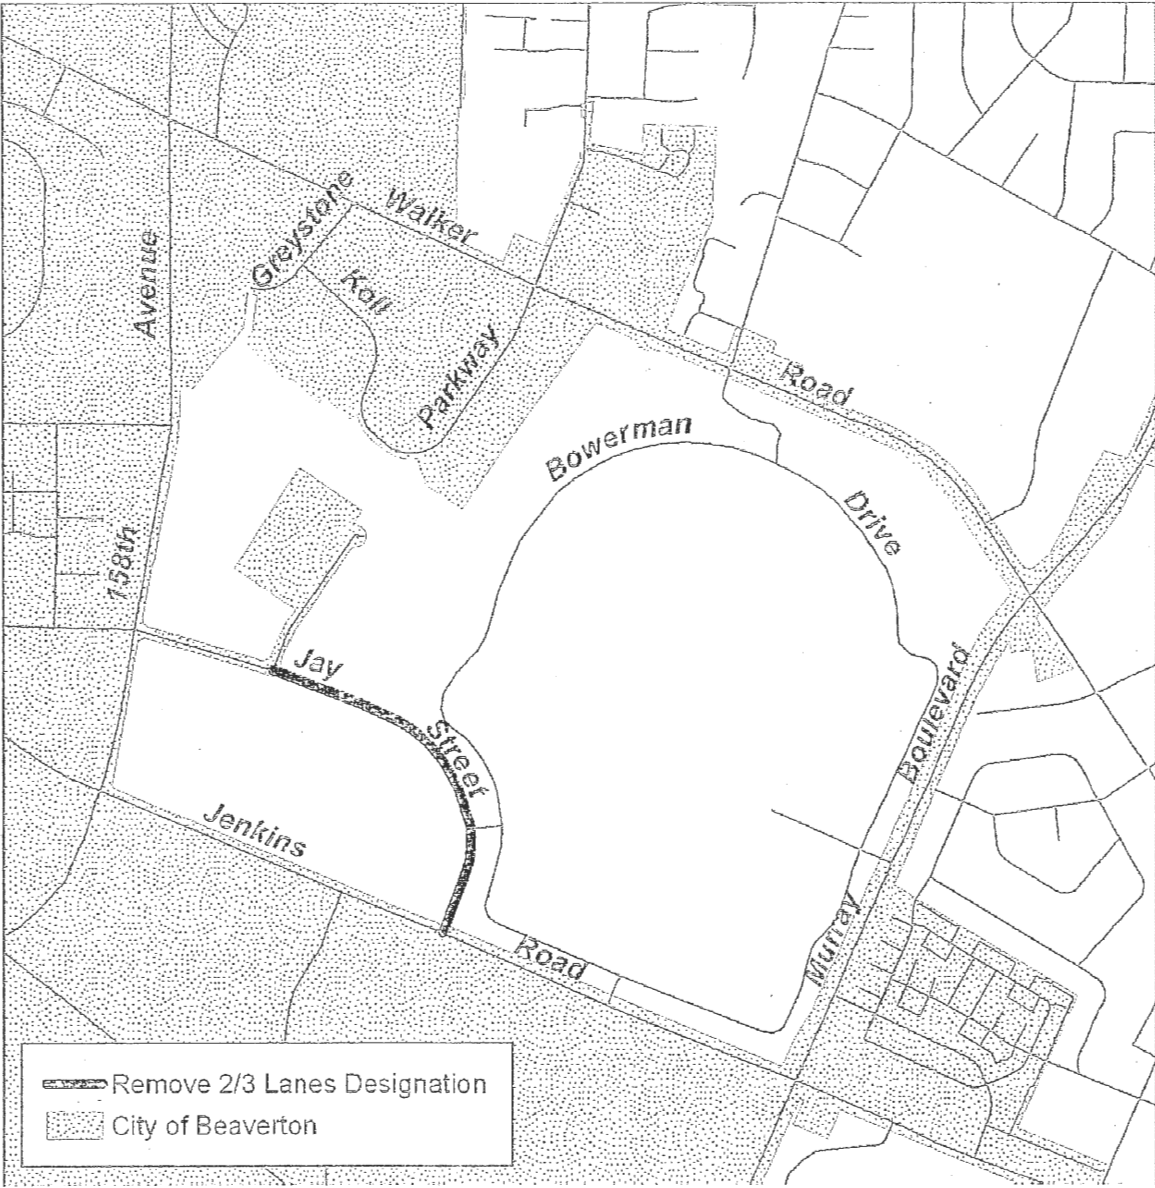 Greystone
Walker
Avenue
Koll
Parkway
Road
Bowerman
Drive
158th
Jay
Street
Boulevard
Jenkins
Murray
Road
Remove 2/3 Lanes Designation
City of Beaverton